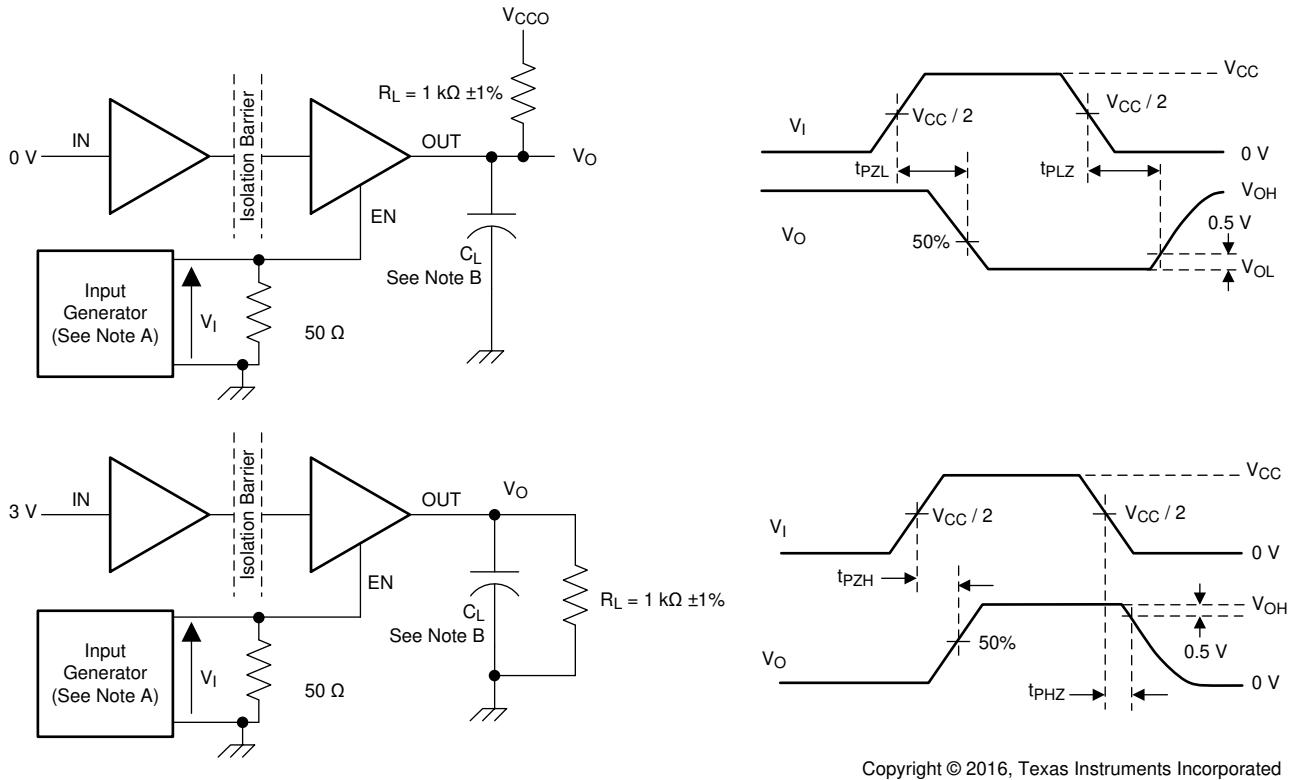 VCCO
RL = 1 kΩ ±1%
IN
0 V
Isolation Barrier
OUT
VO
EN
CL
See Note B
Input
Generator
(See Note A)
VI
50 Ω
VCC
VCC / 2
VCC / 2
VI
0 V
tPZL
tPLZ
VOH
0.5 V
VO
50%
VOL
IN
3 V
Isolation Barrier
OUT
VO
EN
CL
See Note B
RL = 1 kΩ ±1%
Input
Generator
(See Note A)
VI
50 Ω
VCC
VCC / 2
VCC / 2
VI
0 V
tPZH
VOH
0.5 V
50%
VO
tPHZ
0 V
Copyright © 2016, Texas Instruments Incorporated